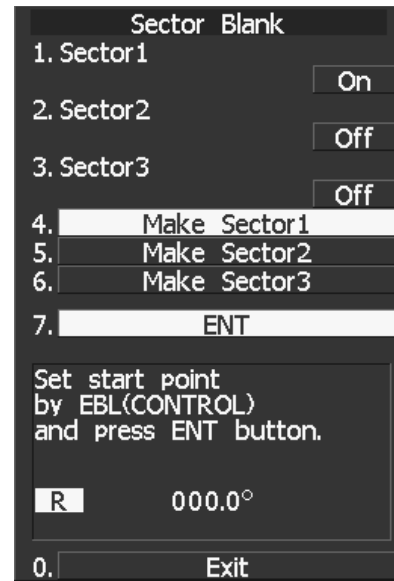 Sector Blank
1. Sector1
On
2. Sector2
Off
3. Sector3
Off
4. Make Sector1
5. Make Sector2
6. Make Sector3
7. ENT
Set start point
by EBL(CONTROL)
and press ENT button.
R 000.0°
0. Exit